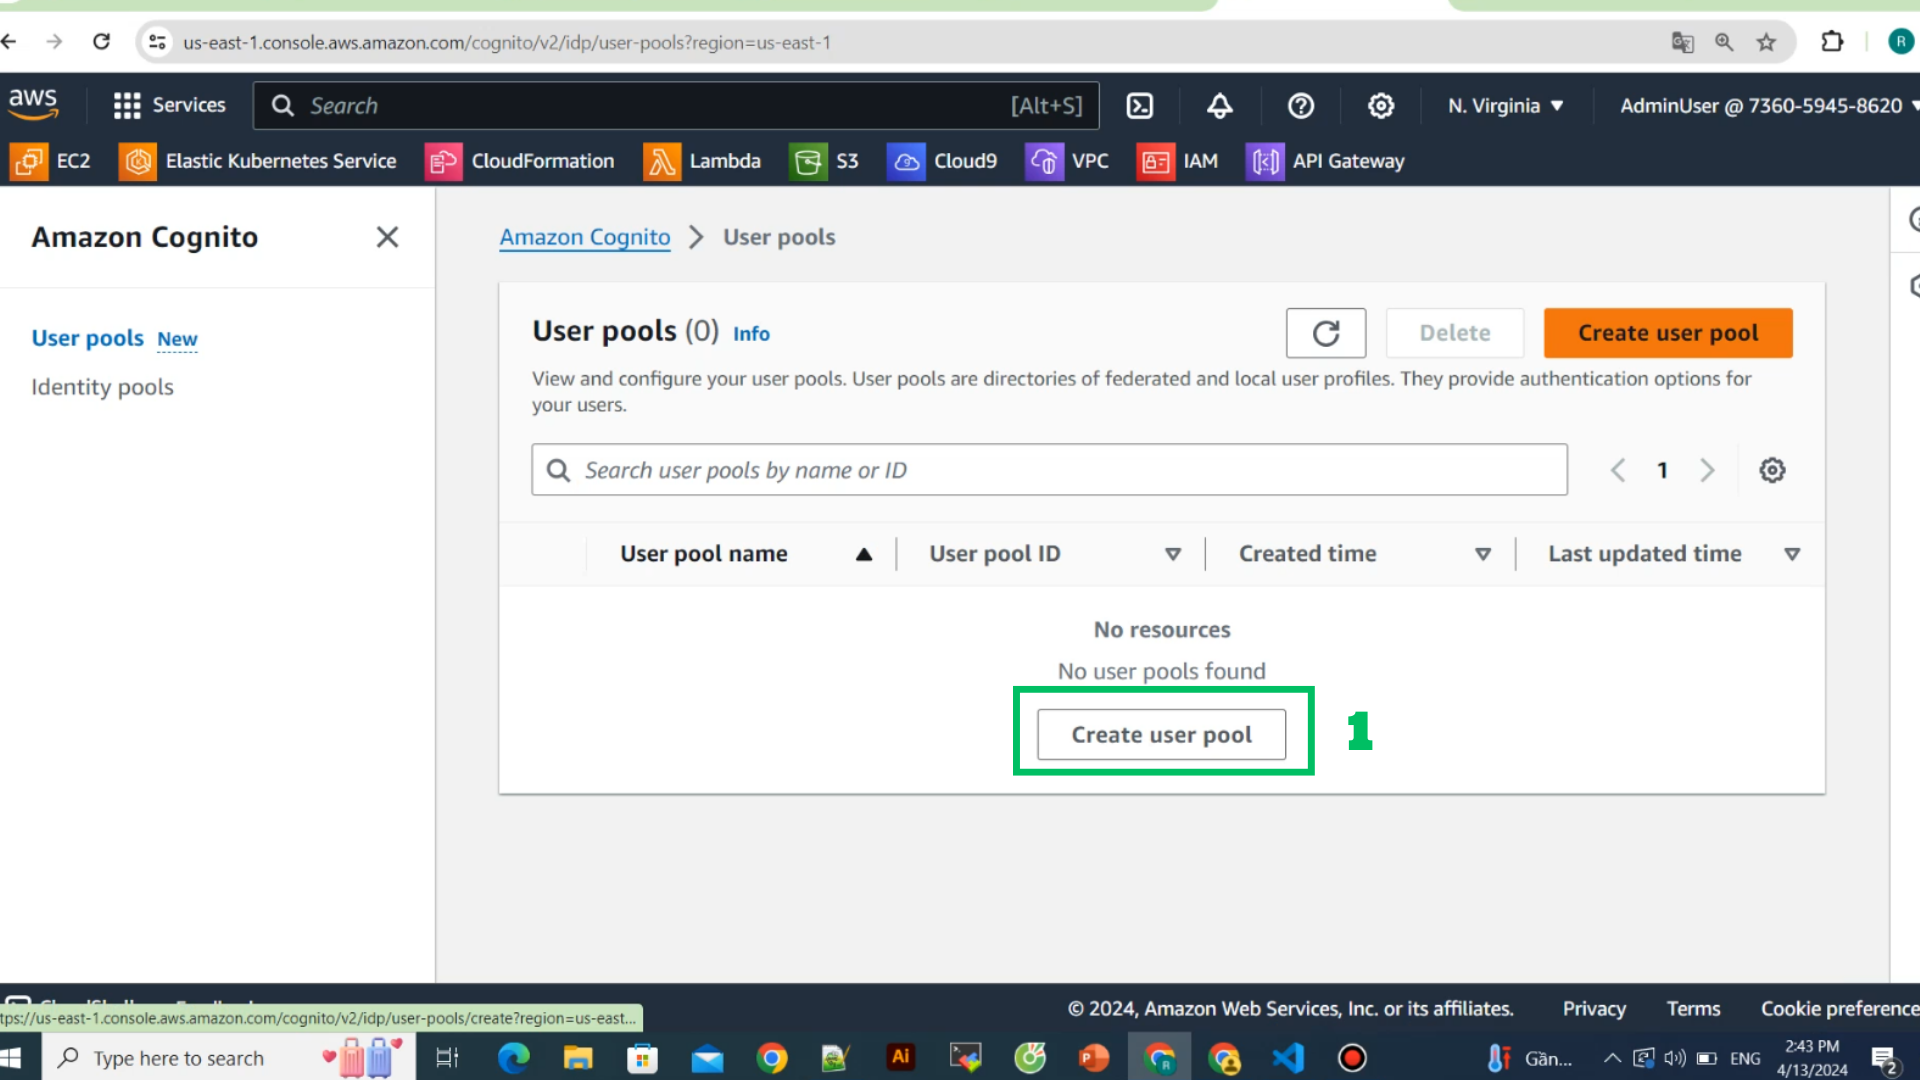 us-east-1.console.aws.amazon.com/cognito/v2/idp/user-pools?region=us-east-1
R
aws
Services
Search
[Alt+S]
N. Virginia
AdminUser @ 7360-5945-8620
EC2
Elastic Kubernetes Service
CloudFormation
Lambda
S3
Cloud9
VPC
IAM
API Gateway
Amazon Cognito
User pools New
Identity pools
Amazon Cognito > User pools
User pools (0) Info
Delete
Create user pool
View and configure your user pools. User pools are directories of federated and local user profiles. They provide authentication options for
your users.
Search user pools by name or ID
1
User pool name
User pool ID
Created time
Last updated time
No resources
No user pools found
Create user pool
1
© 2024, Amazon Web Services, Inc. or its affiliates.
Privacy
Terms
Cookie preference
tps://us-east-1.console.aws.amazon.com/cognito/v2/idp/user-pools/create?region=us-east...
Type here to search
Ai
P
R
Gần...
ENG
2:43 PM
4/13/2024
2